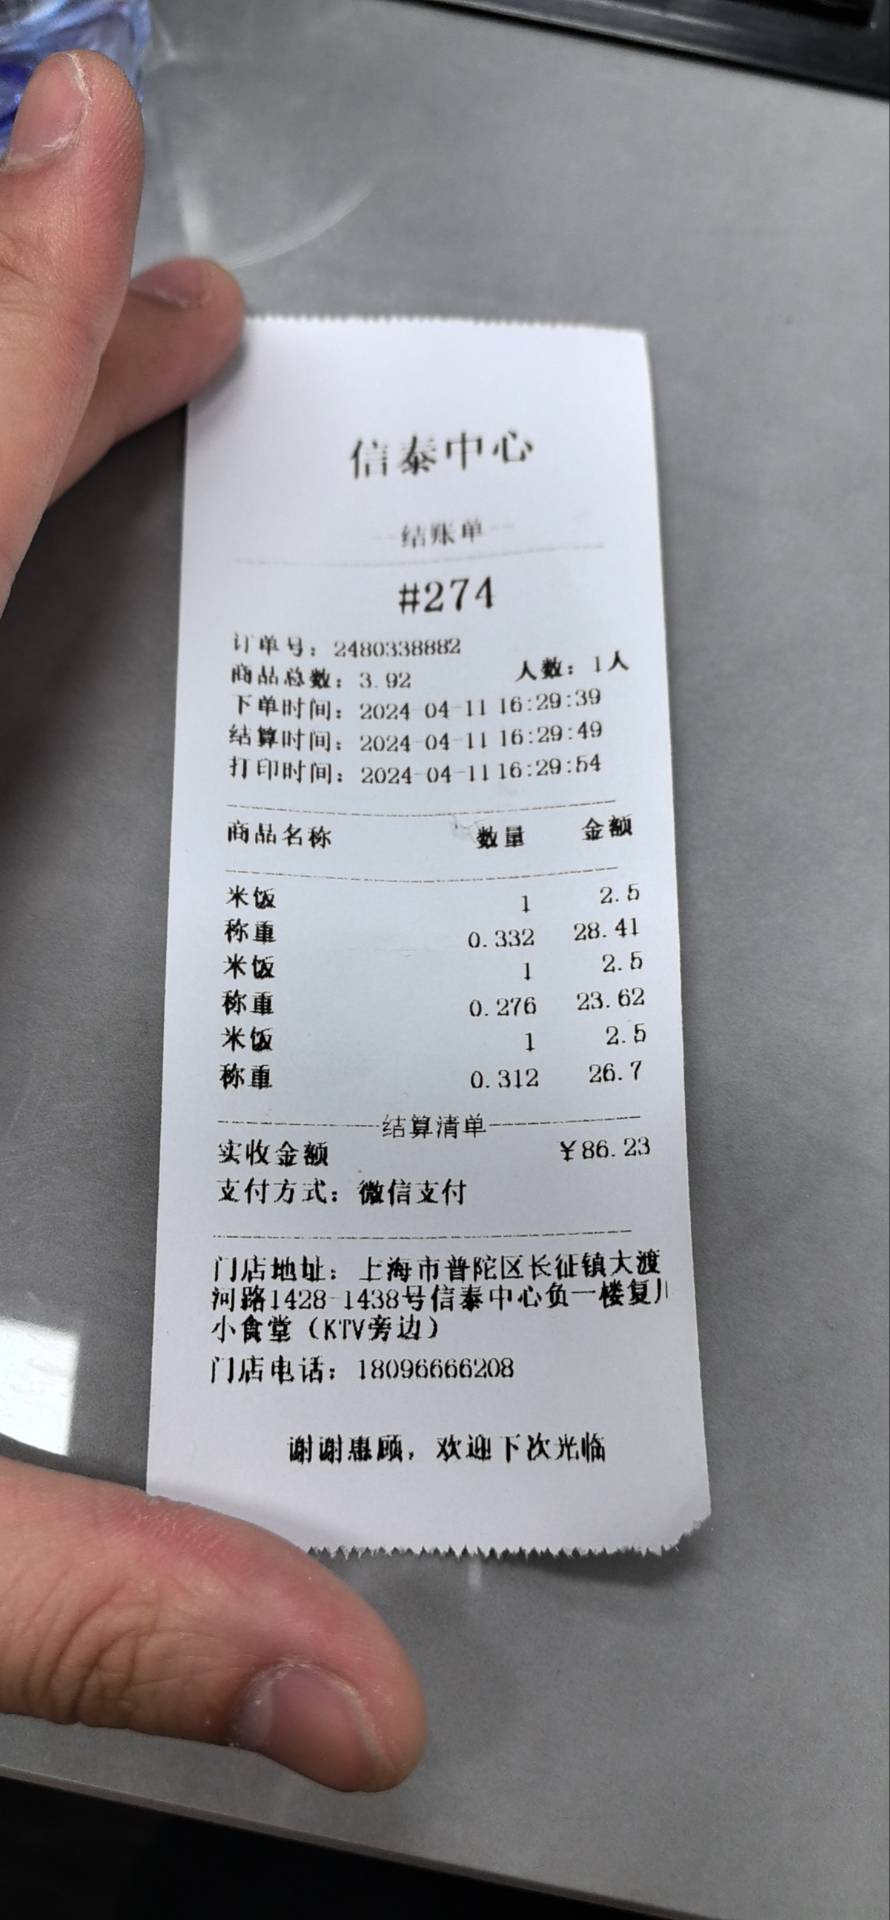 信泰中心
--结账单--
#274
订单号：2480338882
商品总数：3.92 人数：1人
下单时间：2024-04-11 16:29:39
结算时间：2024-04-11 16:29:49
打印时间：2024-04-11 16:29:54
商品名称 数量 金额
米饭 1 2.5
称重 0.332 28.41
米饭 1 2.5
称重 0.276 23.62
米饭 1 2.5
称重 0.312 26.7
结算清单
实收金额 ￥86.23
支付方式：微信支付
门店地址：上海市普陀区长征镇大渡
河路1428-1438号信泰中心负一楼复
小食堂（KTV旁边）
门店电话：18096666208
谢谢惠顾，欢迎下次光临